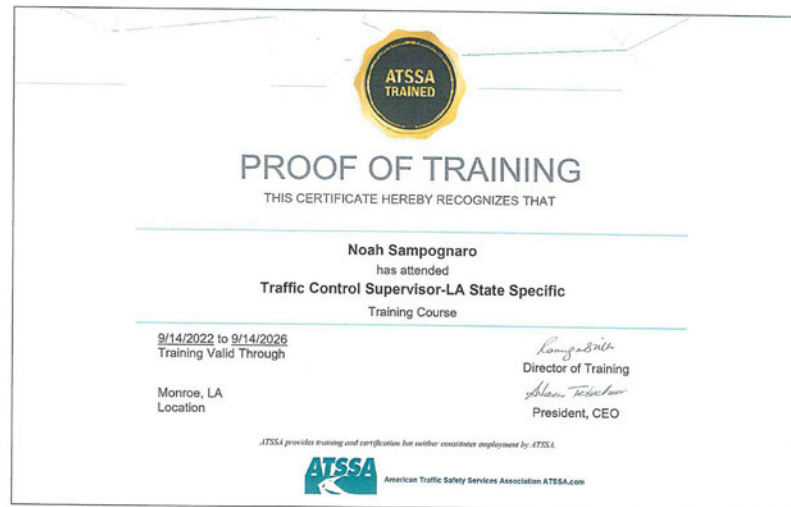 ATSSA
TRAINED
PROOF OF TRAINING
THIS CERTIFICATE HEREBY RECOGNIZES THAT
Noah Sampognaro
has attended
Traffic Control Supervisor-LA State Specific
Training Course
9/14/2022 to 9/14/2026
Training Valid Through
Director of Training
Monroe, LA
Location
President, CEO
ATSSA provides training and certification but neither constitutes employment by ATSSA.
ATSSA
American Traffic Safety Services Association ATSSA.com